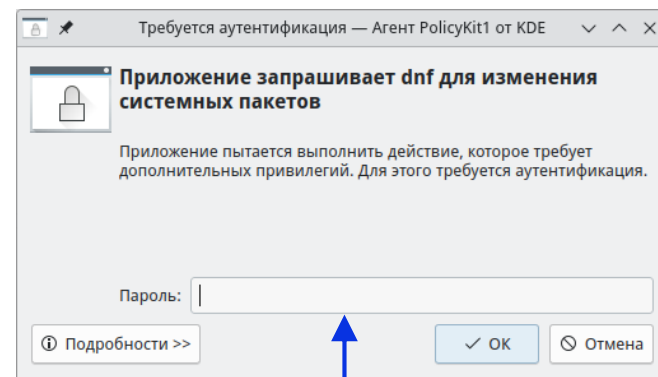 Требуется аутентификация — Агент PolicyKit1 от KDE
Приложение запрашивает dnf для изменения
системных пакетов
Приложение пытается выполнить действие, которое требует
дополнительных привилегий. Для этого требуется аутентификация.
Пароль:
Подробности >>
ОК
Отмена